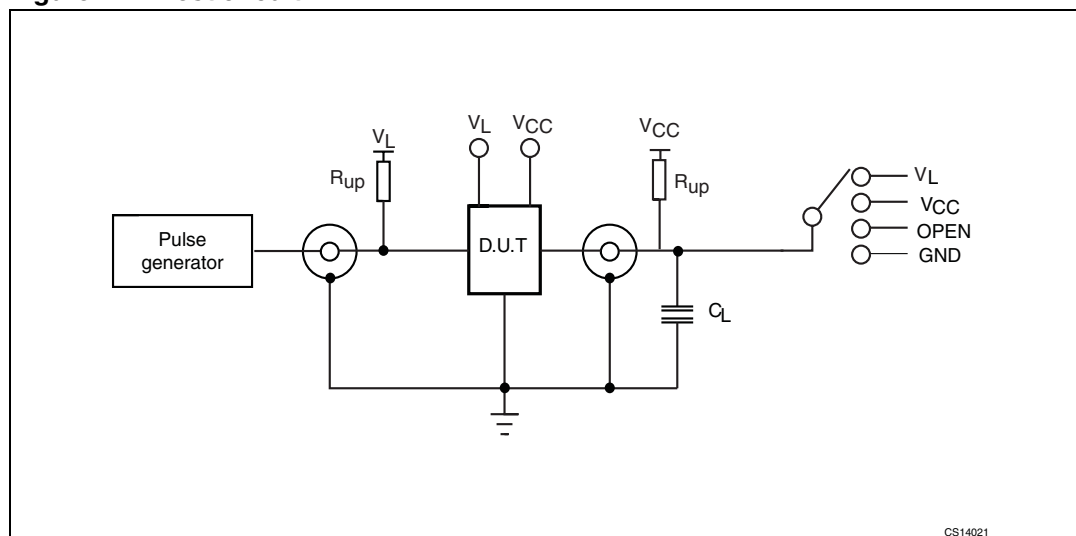 V_L
R_up
V_L
V_CC
V_CC
R_up
Pulse
generator
D.U.T
C_L
V_L
V_CC
OPEN
GND
CS14021